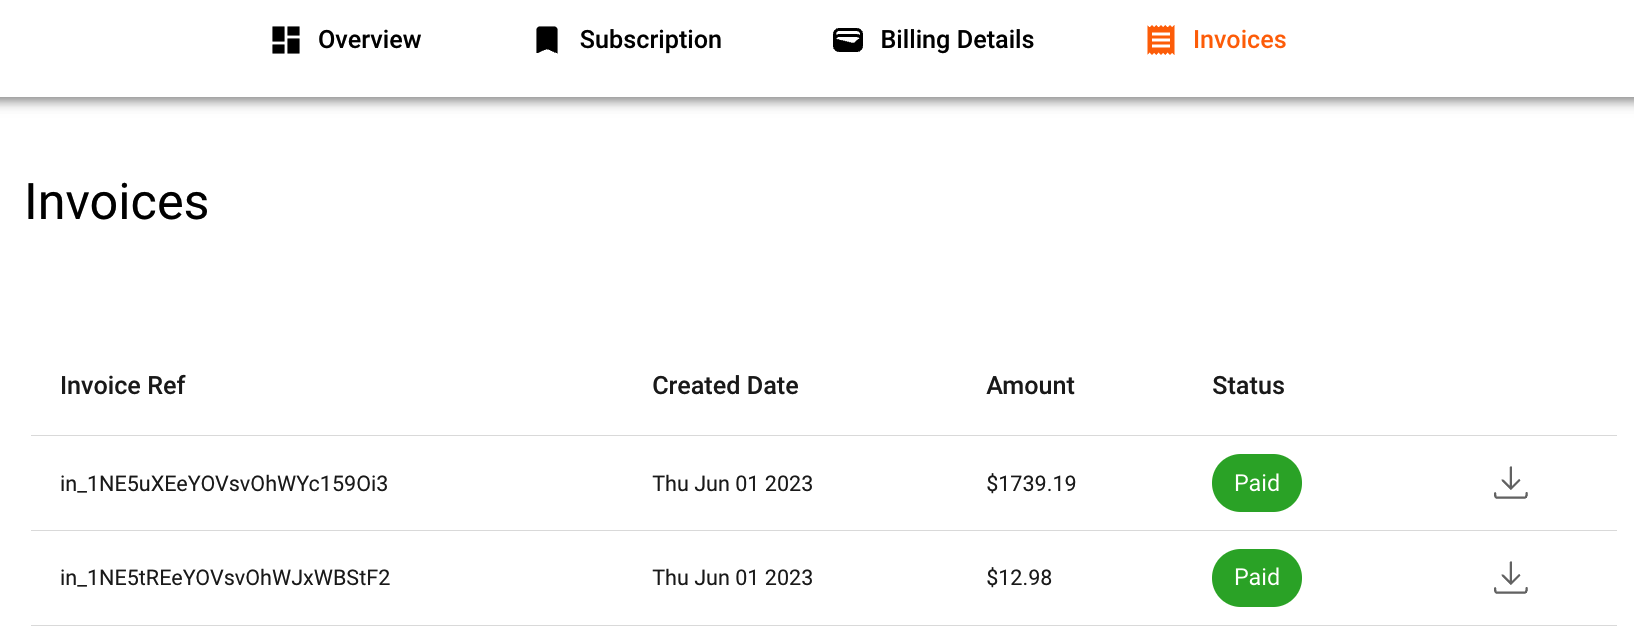 Overview Subscription Billing Details Invoices
Invoices
Invoice Ref Created Date Amount Status
in_1NE5uXEeYOVsvOhWYc159Oi3 Thu Jun 01 2023 $1739.19 Paid
in_1NE5tREeYOVsvOhWJxWBStF2 Thu Jun 01 2023 $12.98 Paid